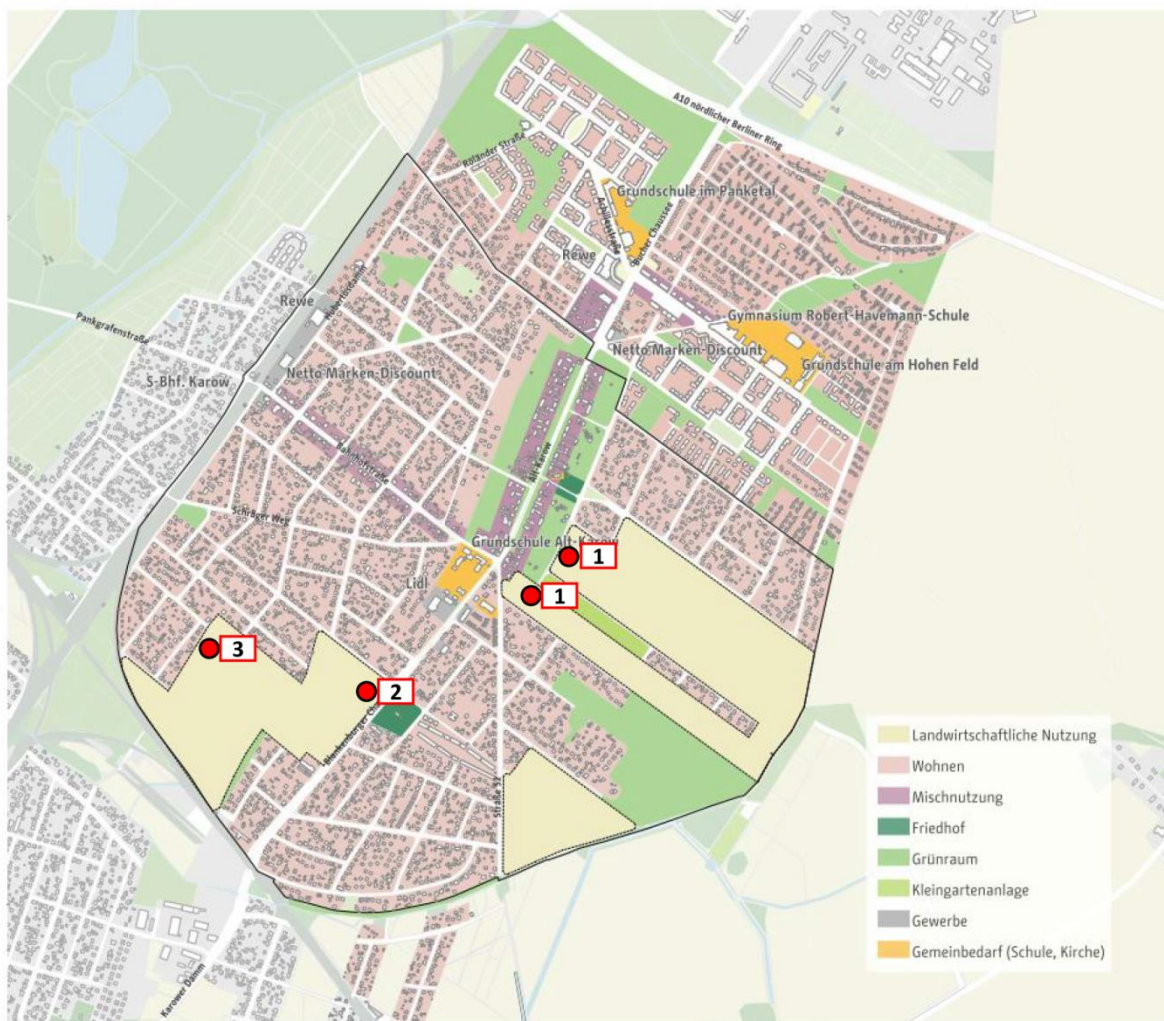 A10 nördlicher Berliner Ring
Roländer Straße
Grundschule im Panketal
Achillesstraße
Bucher Chaussee
Rewe
Hubertusdamm
Rewe
Pankgrafenstraße
Gymnasium Robert-Havemann-Schule
Netto Marken-Discount
Grundschule am Hohen Feld
S-Bhf. Karow
Netto Marken-Discount
Bahnhofstraße
Alt-Karow
Schräger Weg
Grundschule Alt-Karow
1
Lidl
1
3
2
Blankenburger
Straße 52
Karower Damm
Landwirtschaftliche Nutzung
Wohnen
Mischnutzung
Friedhof
Grünraum
Kleingartenanlage
Gewerbe
Gemeinbedarf (Schule, Kirche)